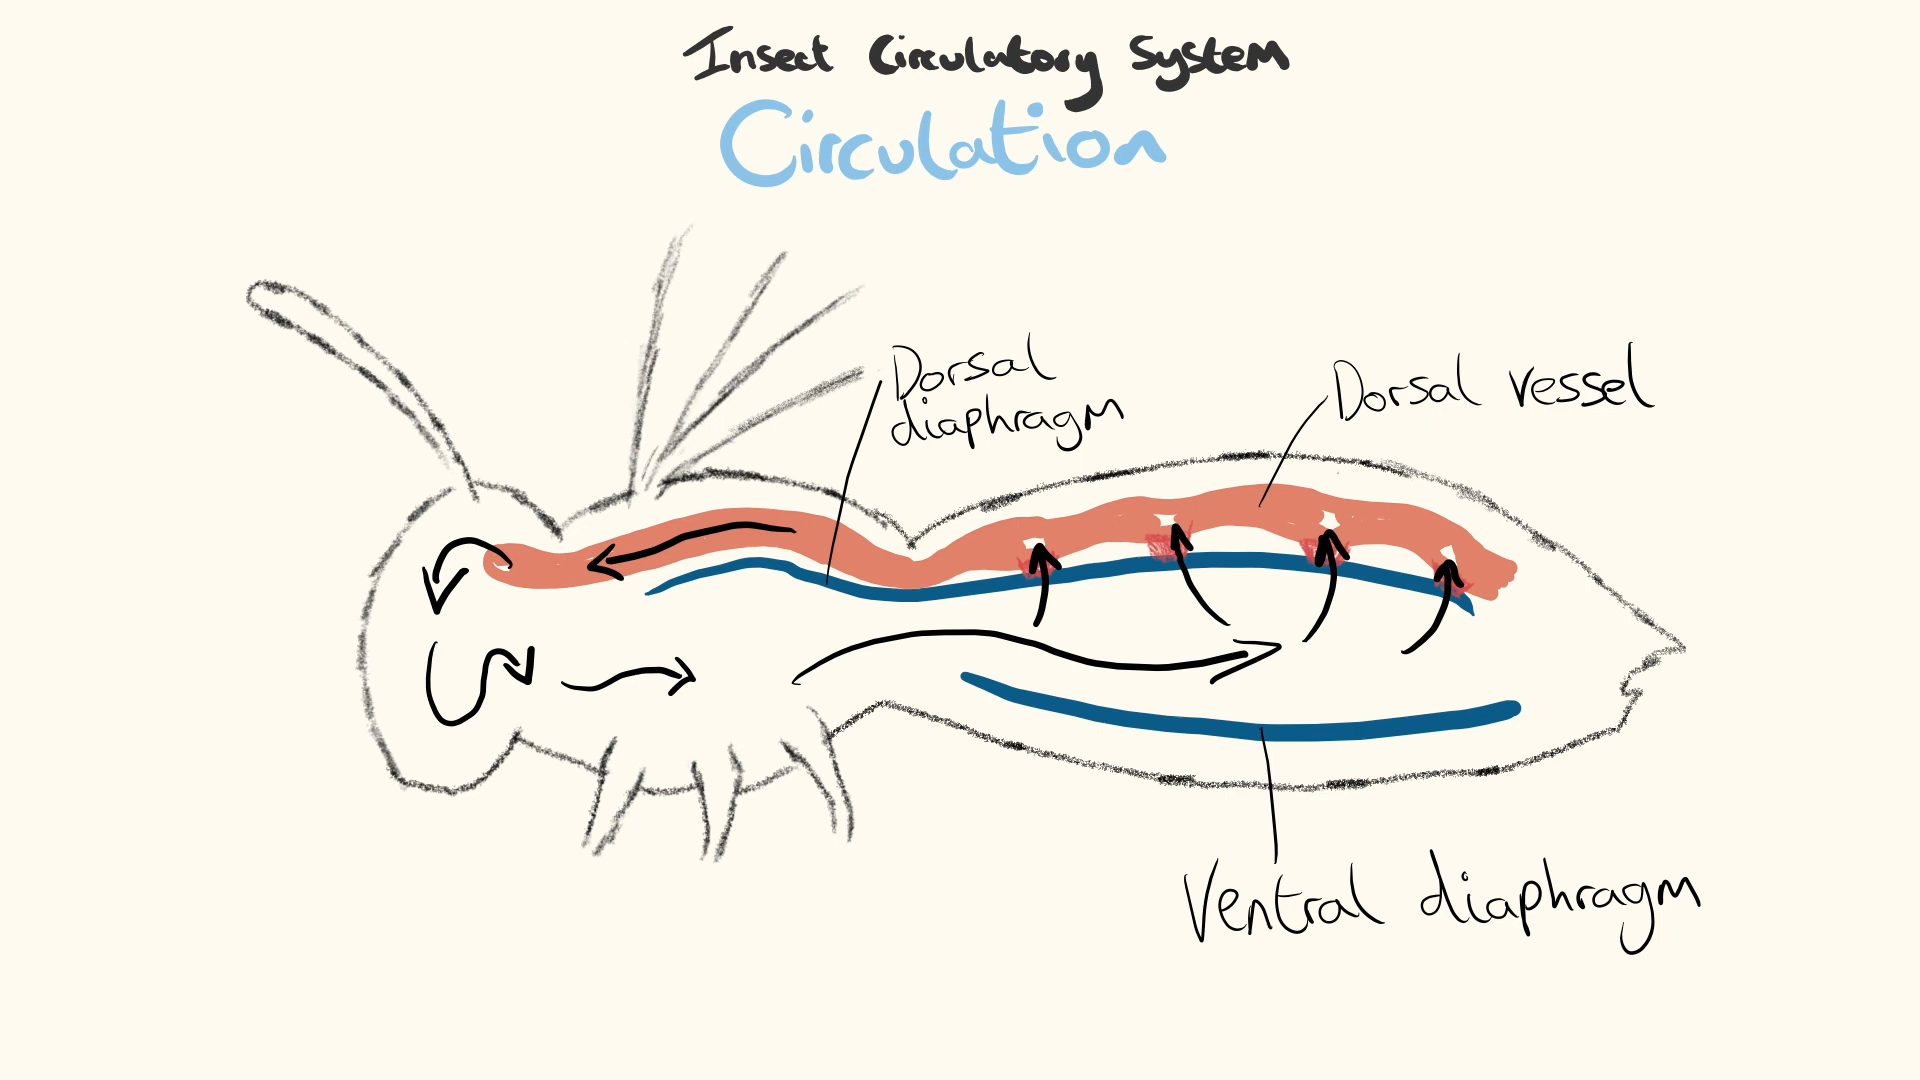 Insect Circulatory System
Circulation
Dorsal
diaphragm
Dorsal vessel
Ventral diaphragm